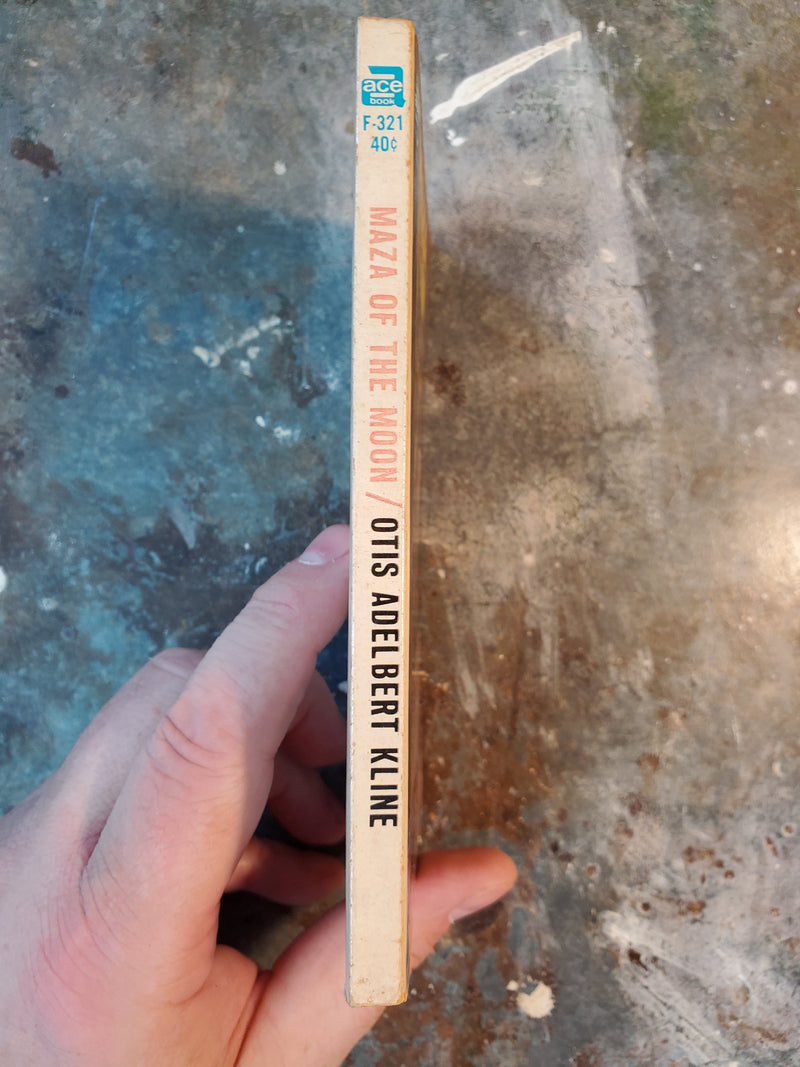 ace
book
F-321
40¢
MAZA OF THE MOON / OTIS ADELBERT KLINE